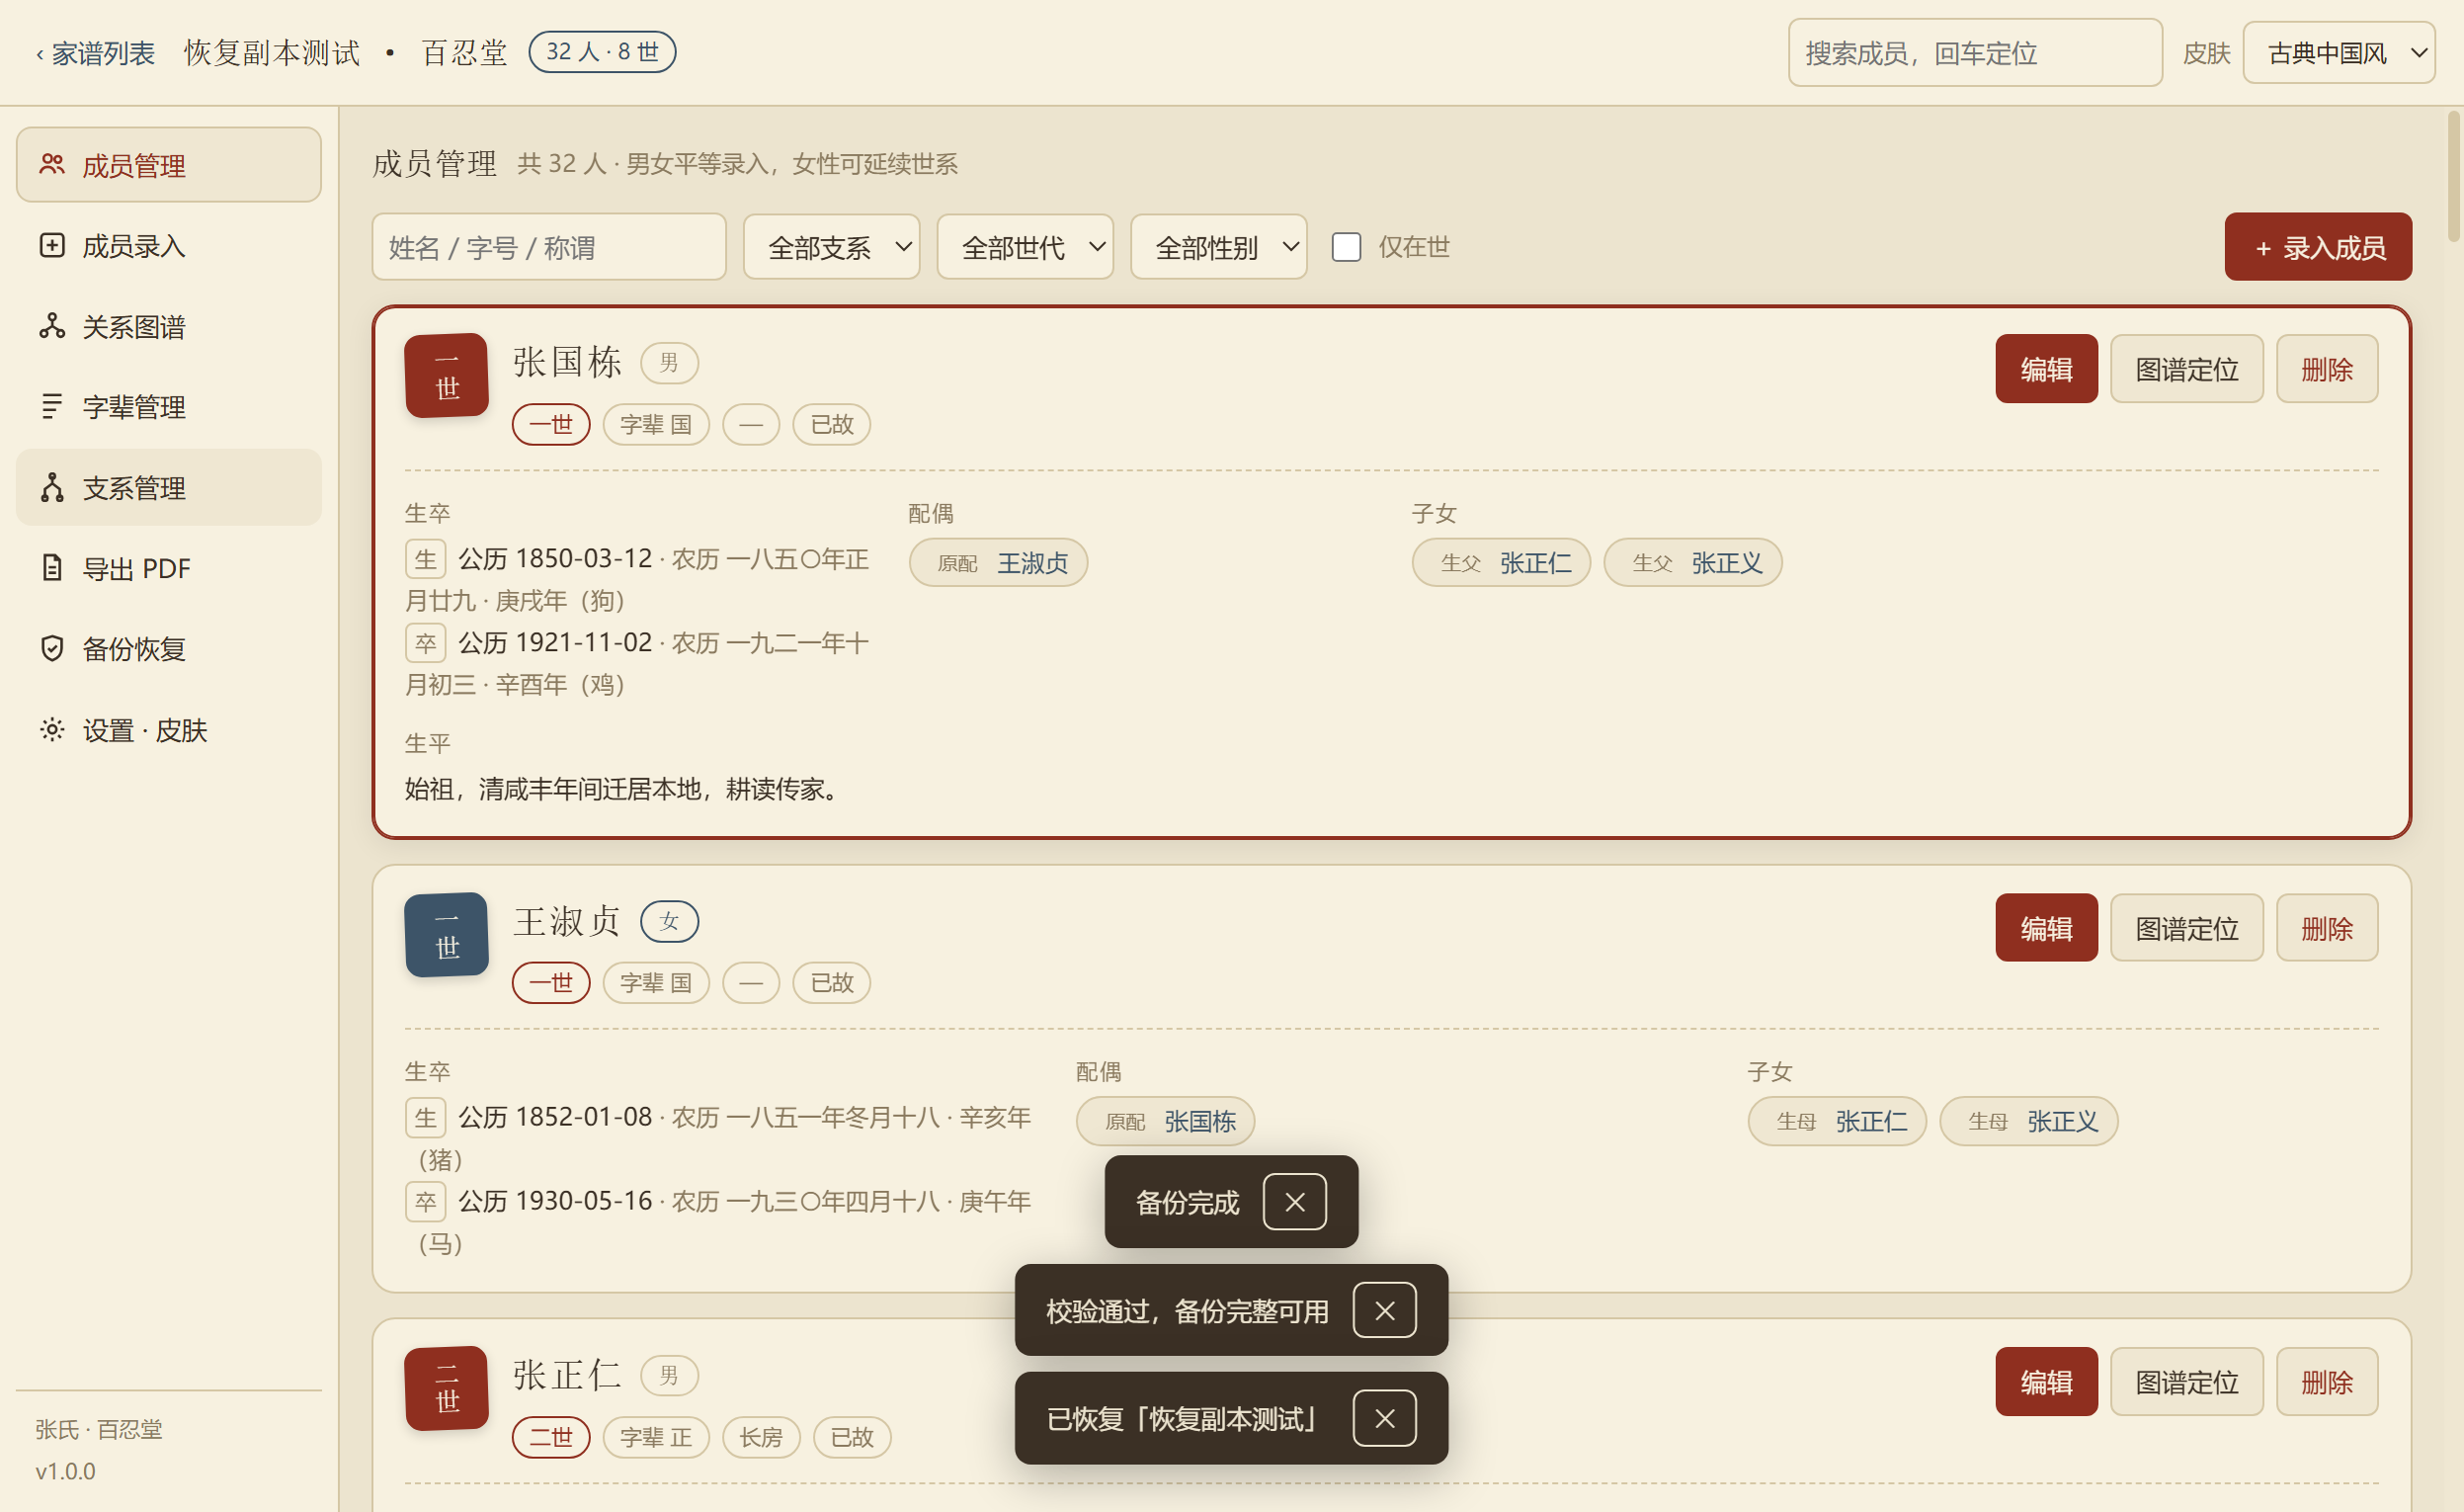 ‹ 家谱列表 恢复副本测试 • 百忍堂 32 人 · 8 世
搜索成员，回车定位 皮肤 古典中国风
成员管理
成员录入
关系图谱
字辈管理
支系管理
导出 PDF
备份恢复
设置 · 皮肤
张氏 · 百忍堂
v1.0.0
成员管理 共 32 人 · 男女平等录入，女性可延续世系
姓名 / 字号 / 称谓 全部支系 全部世代 全部性别 仅在世 + 录入成员
一世
张国栋 男
编辑 图谱定位 删除
一世 字辈 国 — 已故
生卒
生 公历 1850-03-12 · 农历 一八五〇年正
月廿九 · 庚戌年（狗）
卒 公历 1921-11-02 · 农历 一九二一年十
月初三 · 辛酉年（鸡）
配偶
原配 王淑贞
子女
生父 张正仁 生父 张正义
生平
始祖，清咸丰年间迁居本地，耕读传家。
一世
王淑贞 女
编辑 图谱定位 删除
一世 字辈 国 — 已故
生卒
生 公历 1852-01-08 · 农历 一八五一年冬月十八 · 辛亥年
（猪）
卒 公历 1930-05-16 · 农历 一九三〇年四月十八 · 庚午年
（马）
配偶
原配 张国栋
子女
生母 张正仁 生母 张正义
二世
张正仁 男
编辑 图谱定位 删除
二世 字辈 正 长房 已故
备份完成
校验通过，备份完整可用
已恢复「恢复副本测试」